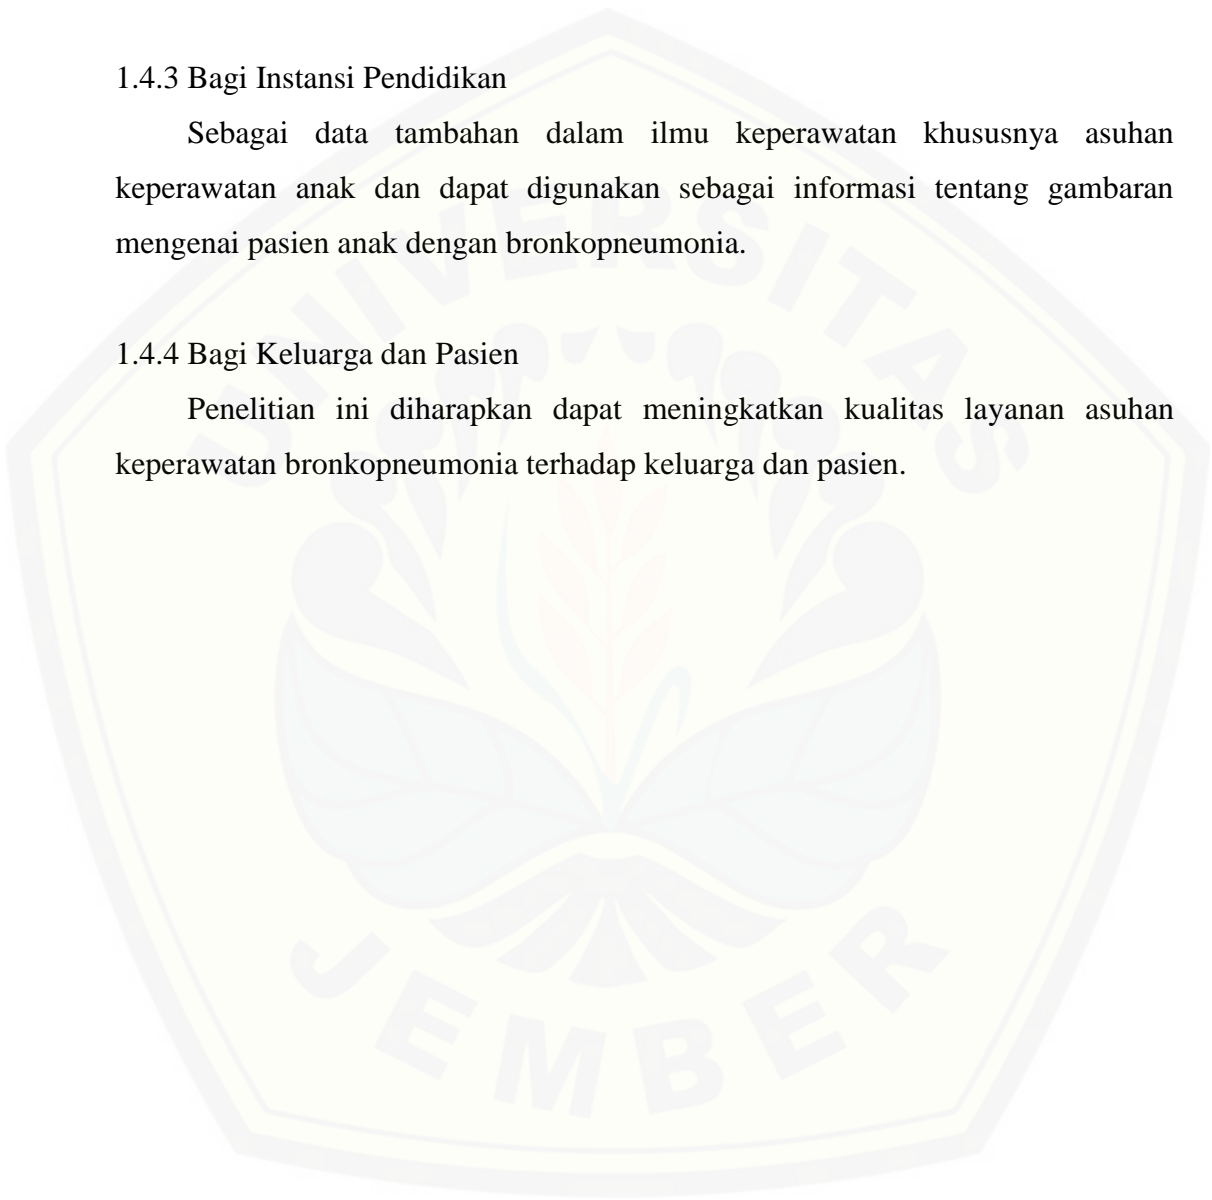 1.4.3 Bagi Instansi Pendidikan
Sebagai data tambahan dalam ilmu keperawatan khususnya asuhan
keperawatan anak dan dapat digunakan sebagai informasi tentang gambaran
mengenai pasien anak dengan bronkopneumonia.
1.4.4 Bagi Keluarga dan Pasien
Penelitian ini diharapkan dapat meningkatkan kualitas layanan asuhan
keperawatan bronkopneumonia terhadap keluarga dan pasien.
UNIVERSITAS
JEMBER